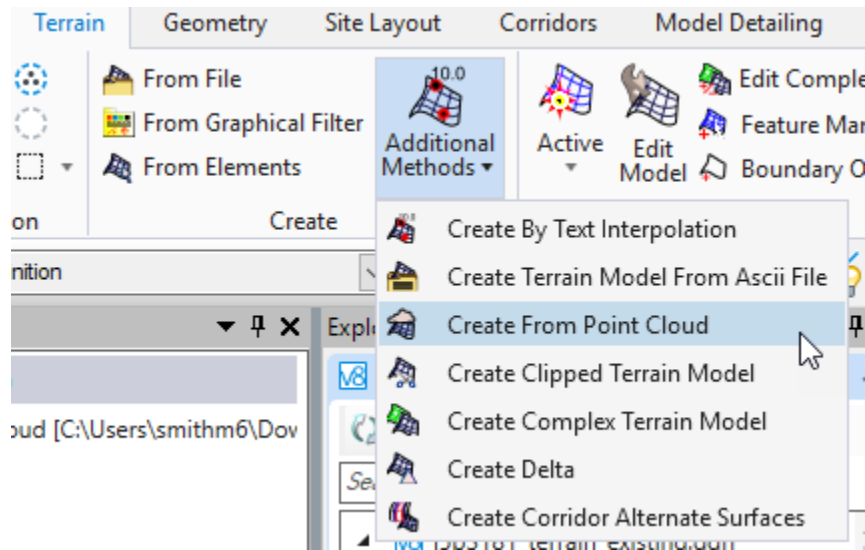 Terrain Geometry Site Layout Corridors Model Detailing
From File
From Graphical Filter
From Elements
10.0
Additional
Methods
Active
Edit
Model
Edit Comple
Feature Mar
Boundary O
on Create
nition
Create By Text Interpolation
Create Terrain Model From Ascii File
Create From Point Cloud
Create Clipped Terrain Model
Create Complex Terrain Model
Create Delta
Create Corridor Alternate Surfaces
Expl
V8
oud [C:\Users\smithm6\Dov
Sea